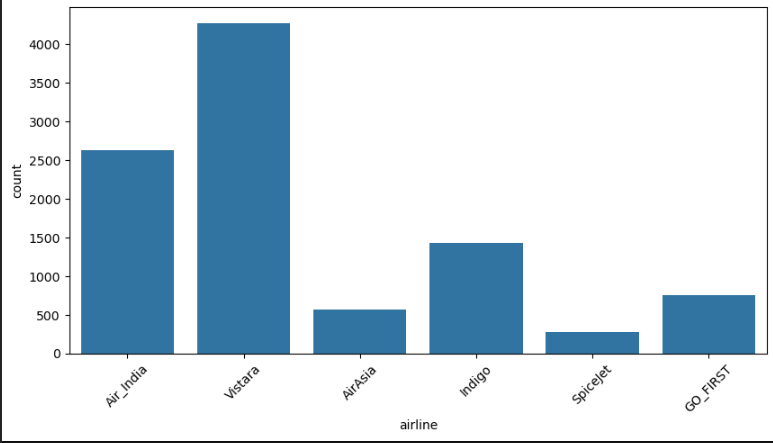 4000
3500
3000
2500
2000
1500
1000
500
0
count
Air_India
Vistara
AirAsia
Indigo
SpiceJet
GO_FIRST
airline